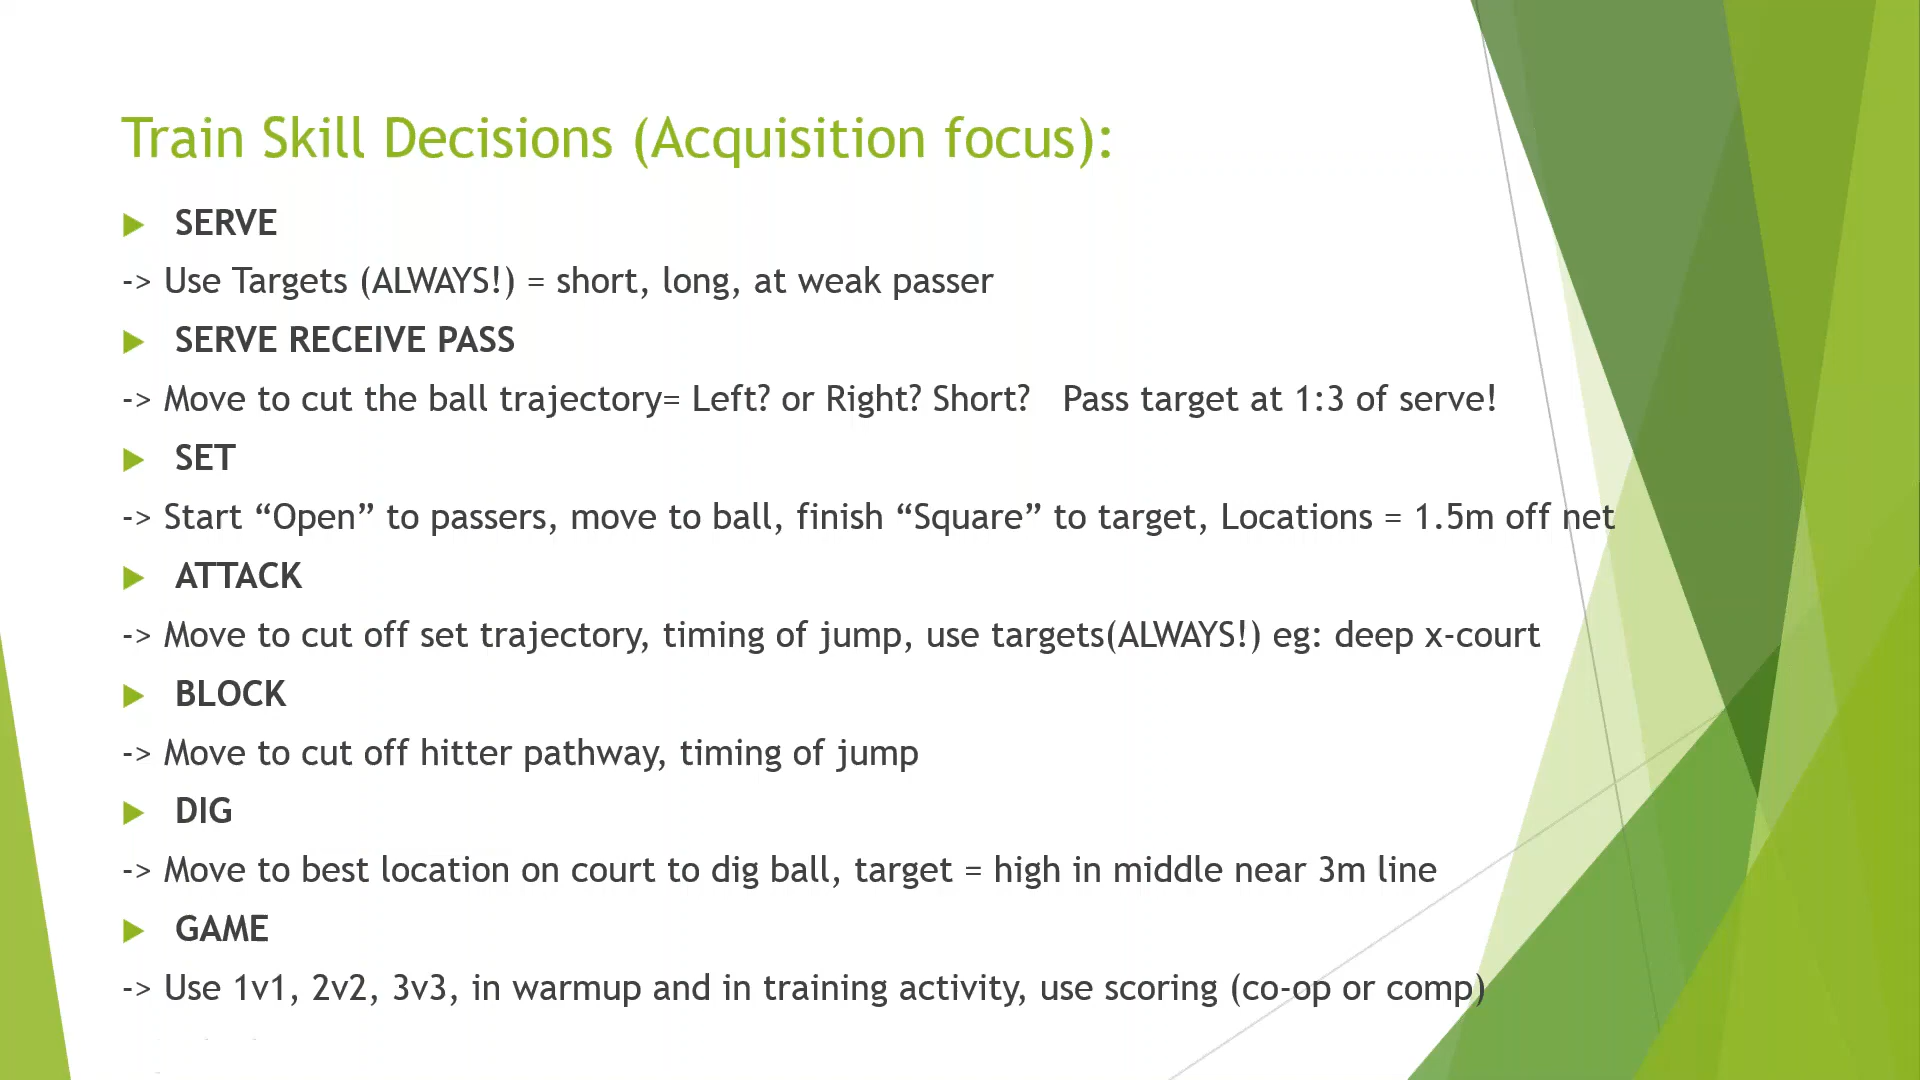 Train Skill Decisions (Acquisition focus):
SERVE
-> Use Targets (ALWAYS!) = short, long, at weak passer
SERVE RECEIVE PASS
-> Move to cut the ball trajectory= Left? or Right? Short?   Pass target at 1:3 of serve!
SET
-> Start “Open” to passers, move to ball, finish “Square” to target, Locations = 1.5m off net
ATTACK
-> Move to cut off set trajectory, timing of jump, use targets(ALWAYS!) eg: deep x-court
BLOCK
-> Move to cut off hitter pathway, timing of jump
DIG
-> Move to best location on court to dig ball, target = high in middle near 3m line
GAME
-> Use 1v1, 2v2, 3v3, in warmup and in training activity, use scoring (co-op or comp)